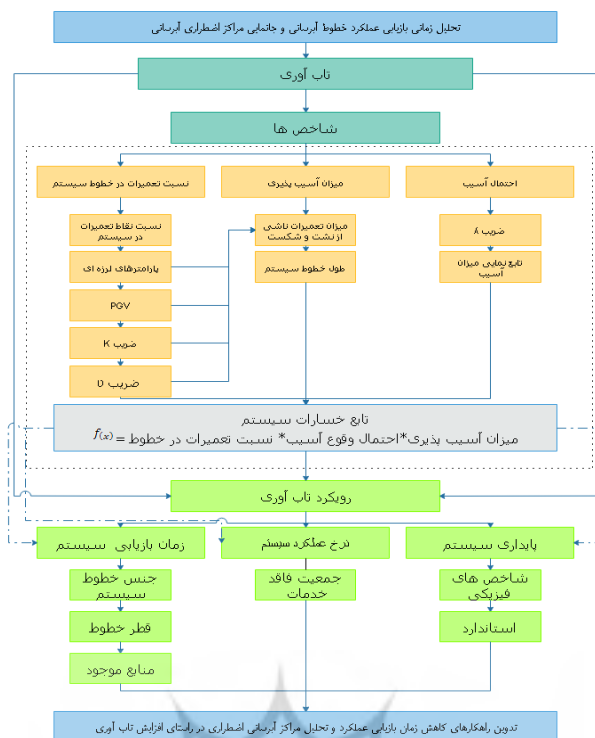 تحلیل زمانی بازیابی عملکرد خطوط آبرسانی و جانمایی مراکز اضطراری آبرسانی
تاب آوری
شاخص ها
احتمال آسیب
میزان آسیب پذیری
نسبت تعمیرات در خطوط سیستم
ضریب λ
میزان تعمیرات ناشی
از نشت و شکست
نسبت نقاط تعمیرات
در سیستم
تابع نمایی میزان
آسیب
طول خطوط سیستم
پارامترهای لرزه ای
PGV
ضریب K
ضریب D
تابع خسارات سیستم
f(x) = میزان آسیب پذیری*احتمال وقوع آسیب* نسبت تعمیرات در خطوط
رویکرد تاب آوری
پایداری سیستم
نرخ عملکرد سیستم
زمان بازیابی سیستم
شاخص های
فیزیکی
جمعیت فاقد
خدمات
جنس خطوط
سیستم
استاندارد
قطر خطوط
منابع موجود
تدوین راهکارهای کاهش زمان بازیابی عملکرد و تحلیل مراکز آبرسانی اضطراری در راستای افزایش تاب آوری